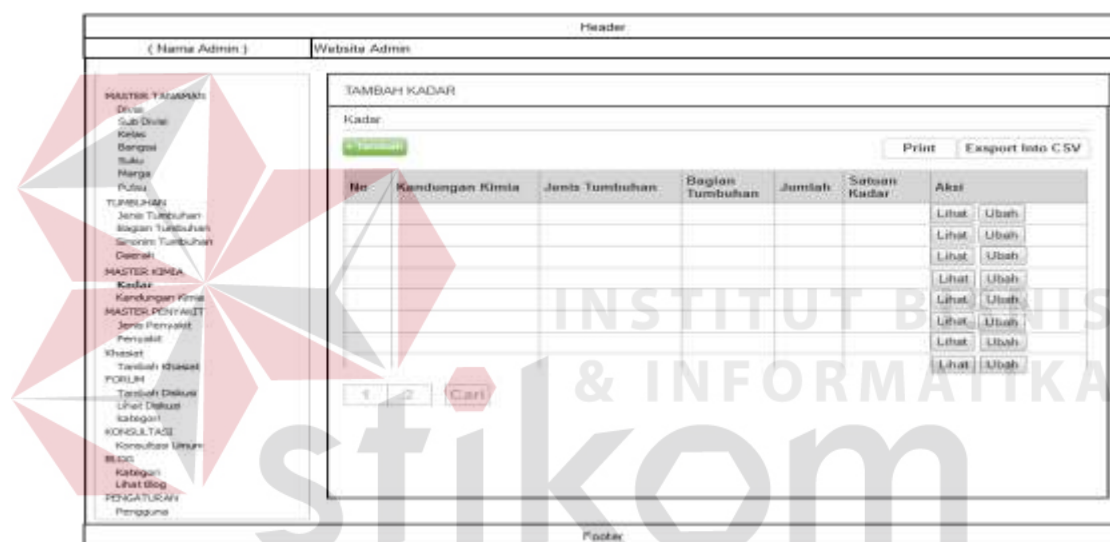 Header
( Nama Admin )
Website Admin
MASTER TANAMAN
Divisi
Sub Divisi
Kelas
Bangsa
Suku
Marga
Pulau
TUMBUHAN
Jenis Tumbuhan
Bagian Tumbuhan
Sinonim Tumbuhan
Daerah
MASTER KIMIA
Kadar
Kandungan Kimia
MASTER PENYAKIT
Jenis Penyakit
Penyakit
Khasiat
Tambah Khasiat
FORUM
Tambah Diskusi
Lihat Diskusi
kategori
KONSULTASI
Konsultasi Umum
BLOG
Kategori
Lihat Blog
PENGATURAN
Pengguna
TAMBAH KADAR
Kadar
+ Tambah
Print
Exsport Into CSV
No
Kandungan Kimia
Jenis Tumbuhan
Bagian
Tumbuhan
Jumlah
Satuan
Kadar
Aksi
Lihat Ubah
Lihat Ubah
Lihat Ubah
Lihat Ubah
Lihat Ubah
Lihat Ubah
Lihat Ubah
Lihat Ubah
1 2 Cari
INSTITUT BISNIS
& INFORMATIKA
stikom
Footer